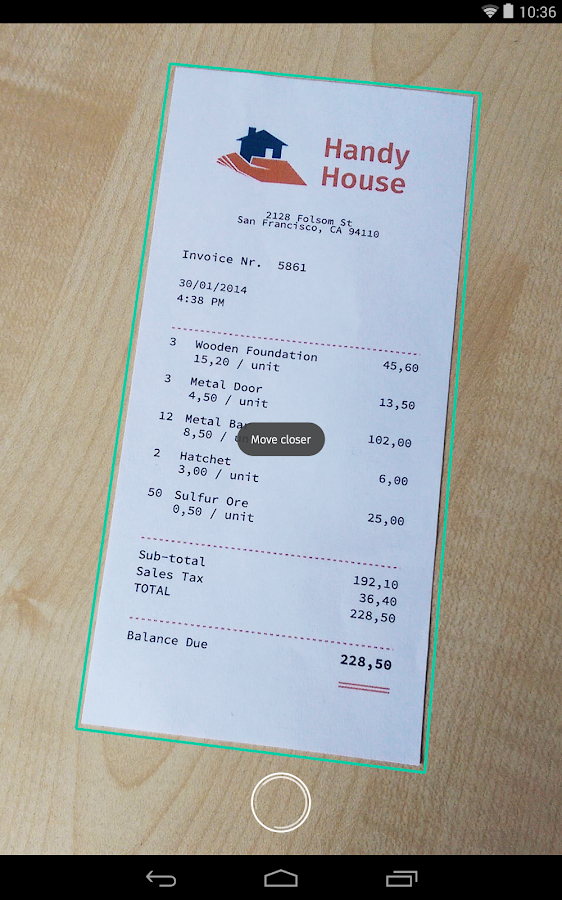 10:36
Handy
House
2128 Folsom St
San Francisco, CA 94110
Invoice Nr. 5861
30/01/2014
4:38 PM
3 Wooden Foundation 45,60
15,20 / unit
3 Metal Door 13,50
4,50 / unit
12 Metal 102,00
8,50 /
Move closer
2 Hatchet 6,00
3,00 / unit
50 Sulfur Ore 25,00
0,50 / unit
Sub-total 192,10
Sales Tax 36,40
TOTAL 228,50
Balance Due 228,50